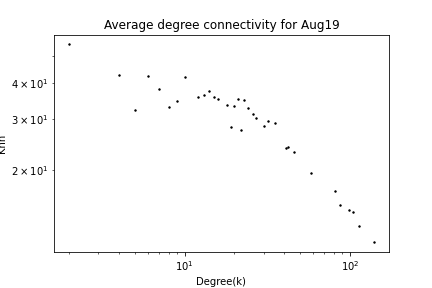 Average degree connectivity for Aug19
4 × 10¹
3 × 10¹
2 × 10¹
Knn
10¹
10²
Degree(k)